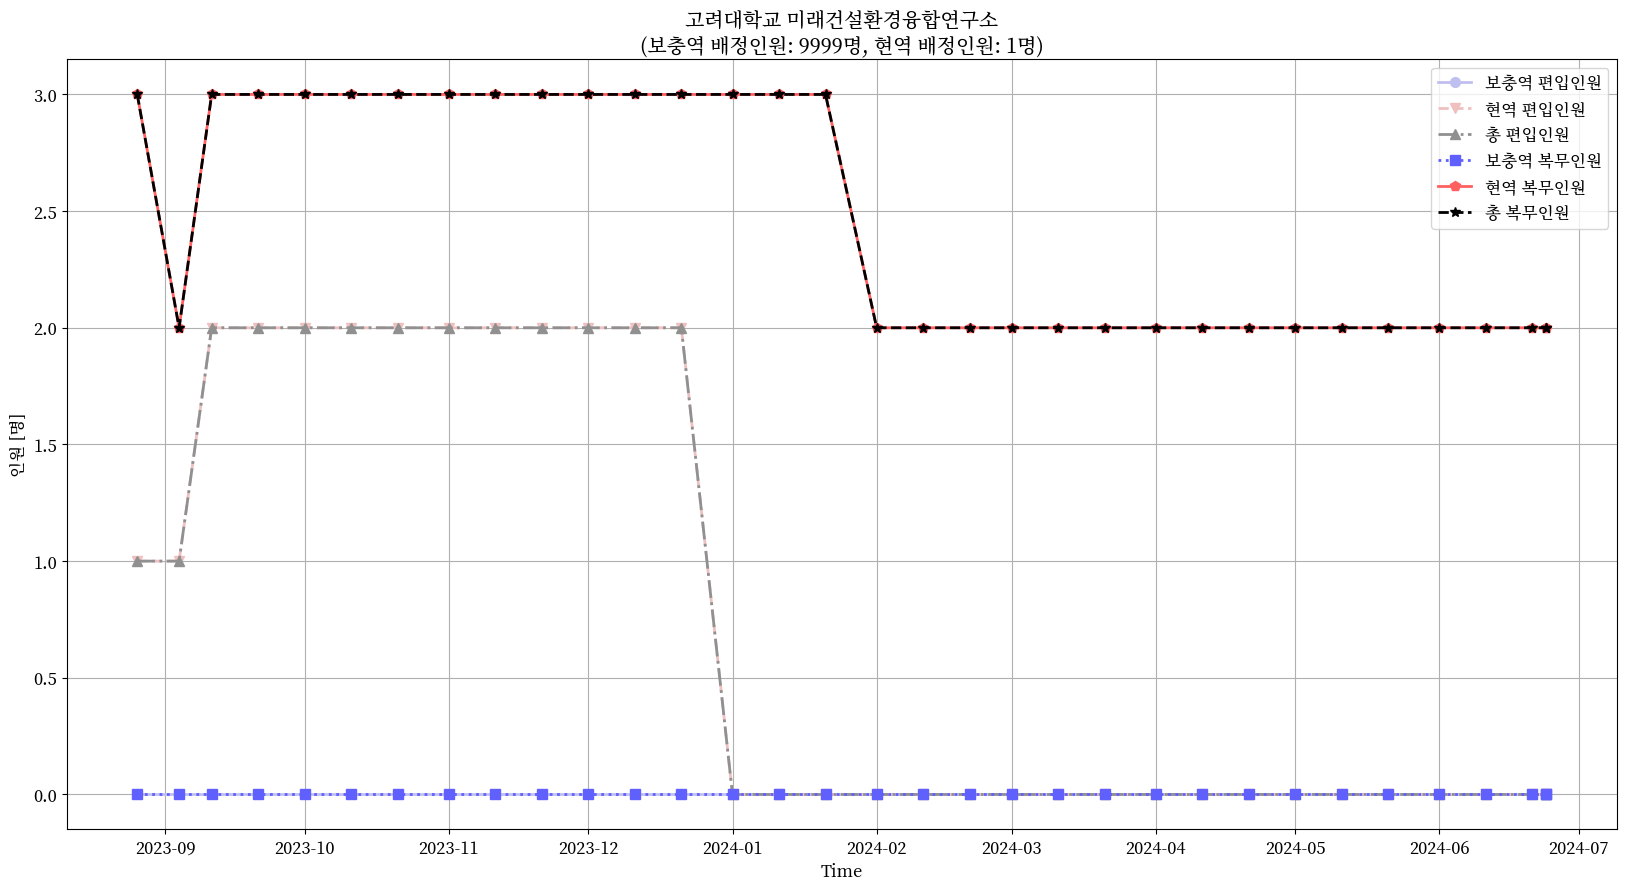 고려대학교 미래건설환경융합연구소
(보충역 배정인원: 9999명, 현역 배정인원: 1명)
보충역 편입인원
현역 편입인원
총 편입인원
보충역 복무인원
현역 복무인원
총 복무인원
인원 [명]
3.0
2.5
2.0
1.5
1.0
0.5
0.0
2023-09 2023-10 2023-11 2023-12 2024-01 2024-02 2024-03 2024-04 2024-05 2024-06 2024-07
Time